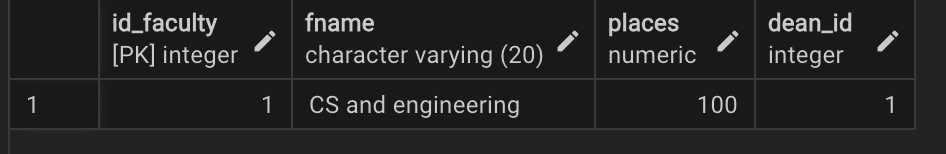 id_faculty
[PK] integer
fname
character varying (20)
places
numeric
dean_id
integer
1 1 CS and engineering 100 1